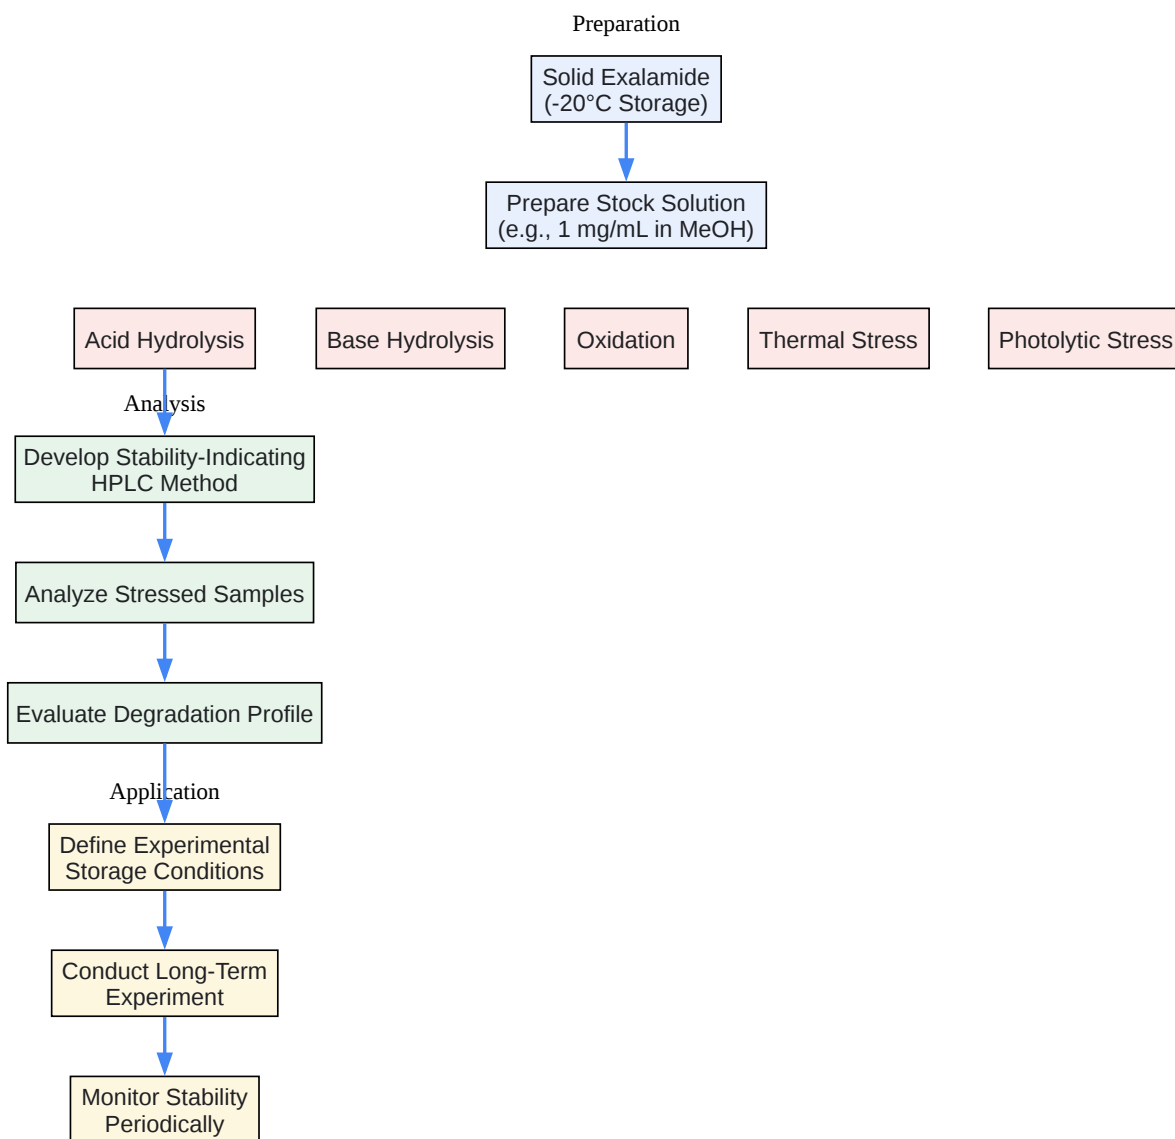 Preparation
Solid Exalamide
(-20°C Storage)
Prepare Stock Solution
(e.g., 1 mg/mL in MeOH)
Acid Hydrolysis
Base Hydrolysis
Oxidation
Thermal Stress
Photolytic Stress
Analysis
Develop Stability-Indicating
HPLC Method
Analyze Stressed Samples
Evaluate Degradation Profile
Application
Define Experimental
Storage Conditions
Conduct Long-Term
Experiment
Monitor Stability
Periodically